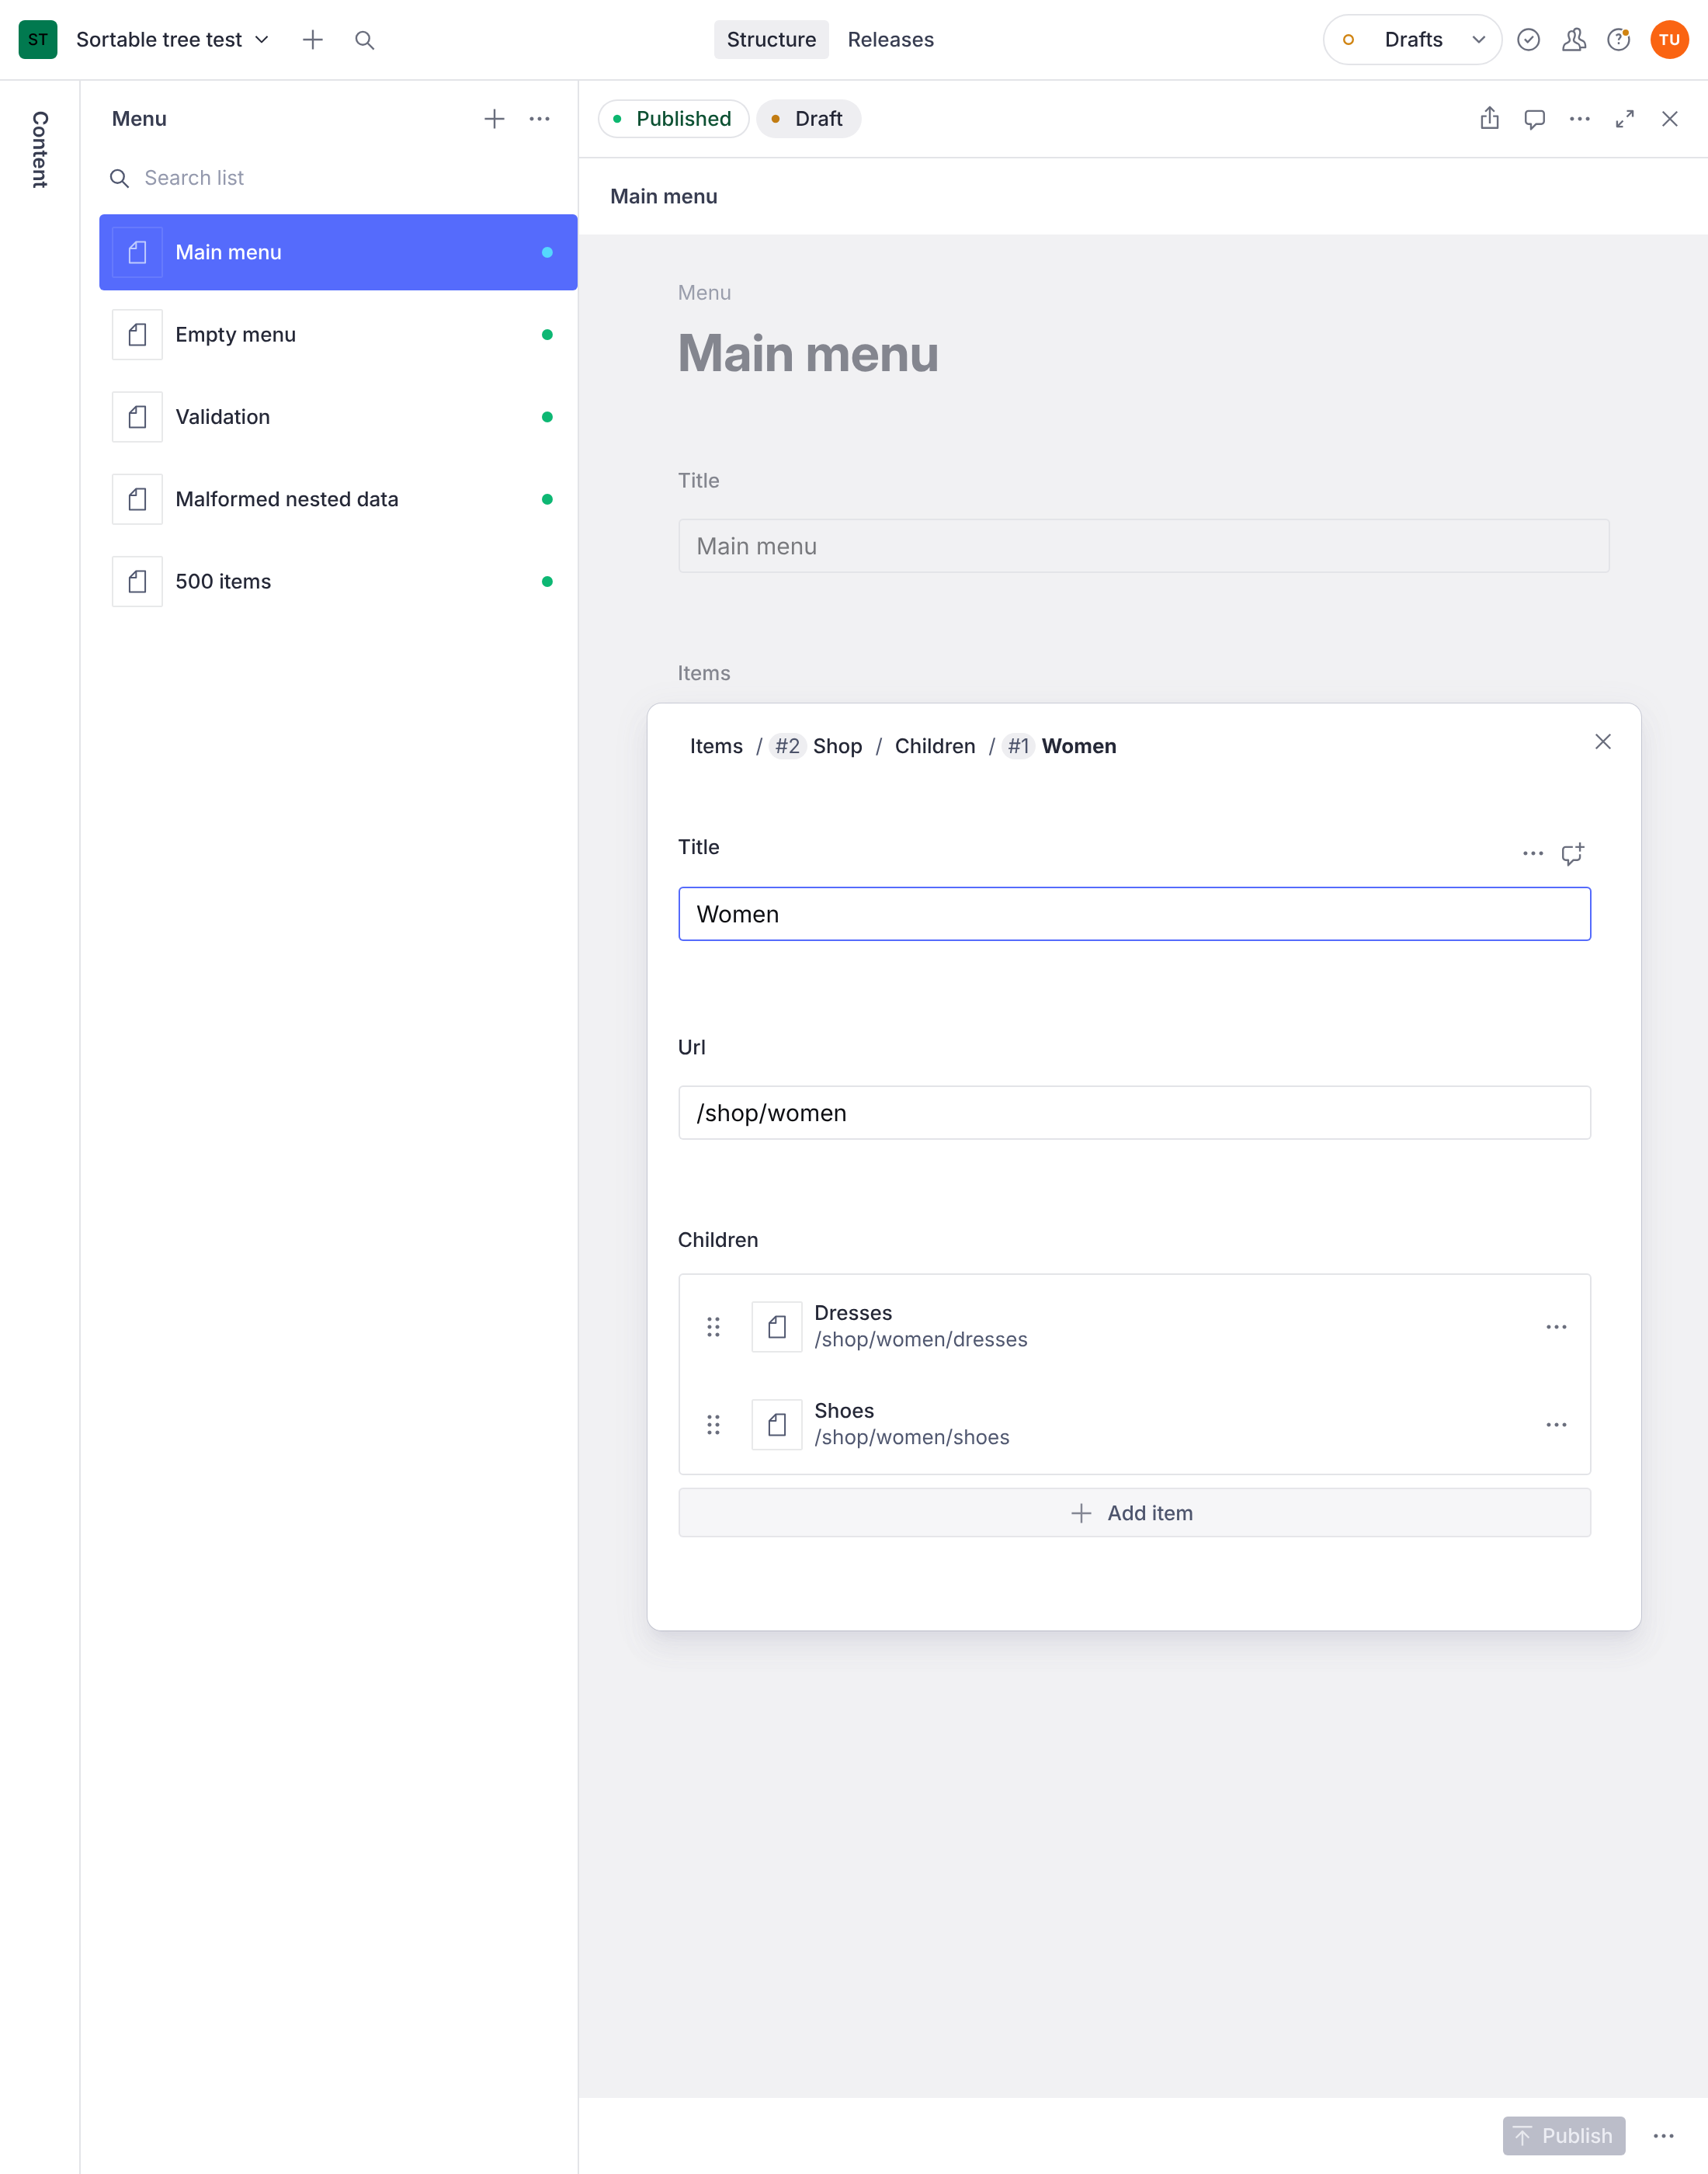 ST Sortable tree test
Structure Releases
Drafts
TU
Content
Menu
Search list
Main menu
Empty menu
Validation
Malformed nested data
500 items
Published Draft
Main menu
Menu
Main menu
Title
Main menu
Items
Items / #2 Shop / Children / #1 Women
Title
Women
Url
/shop/women
Children
Dresses
/shop/women/dresses
Shoes
/shop/women/shoes
Add item
Publish